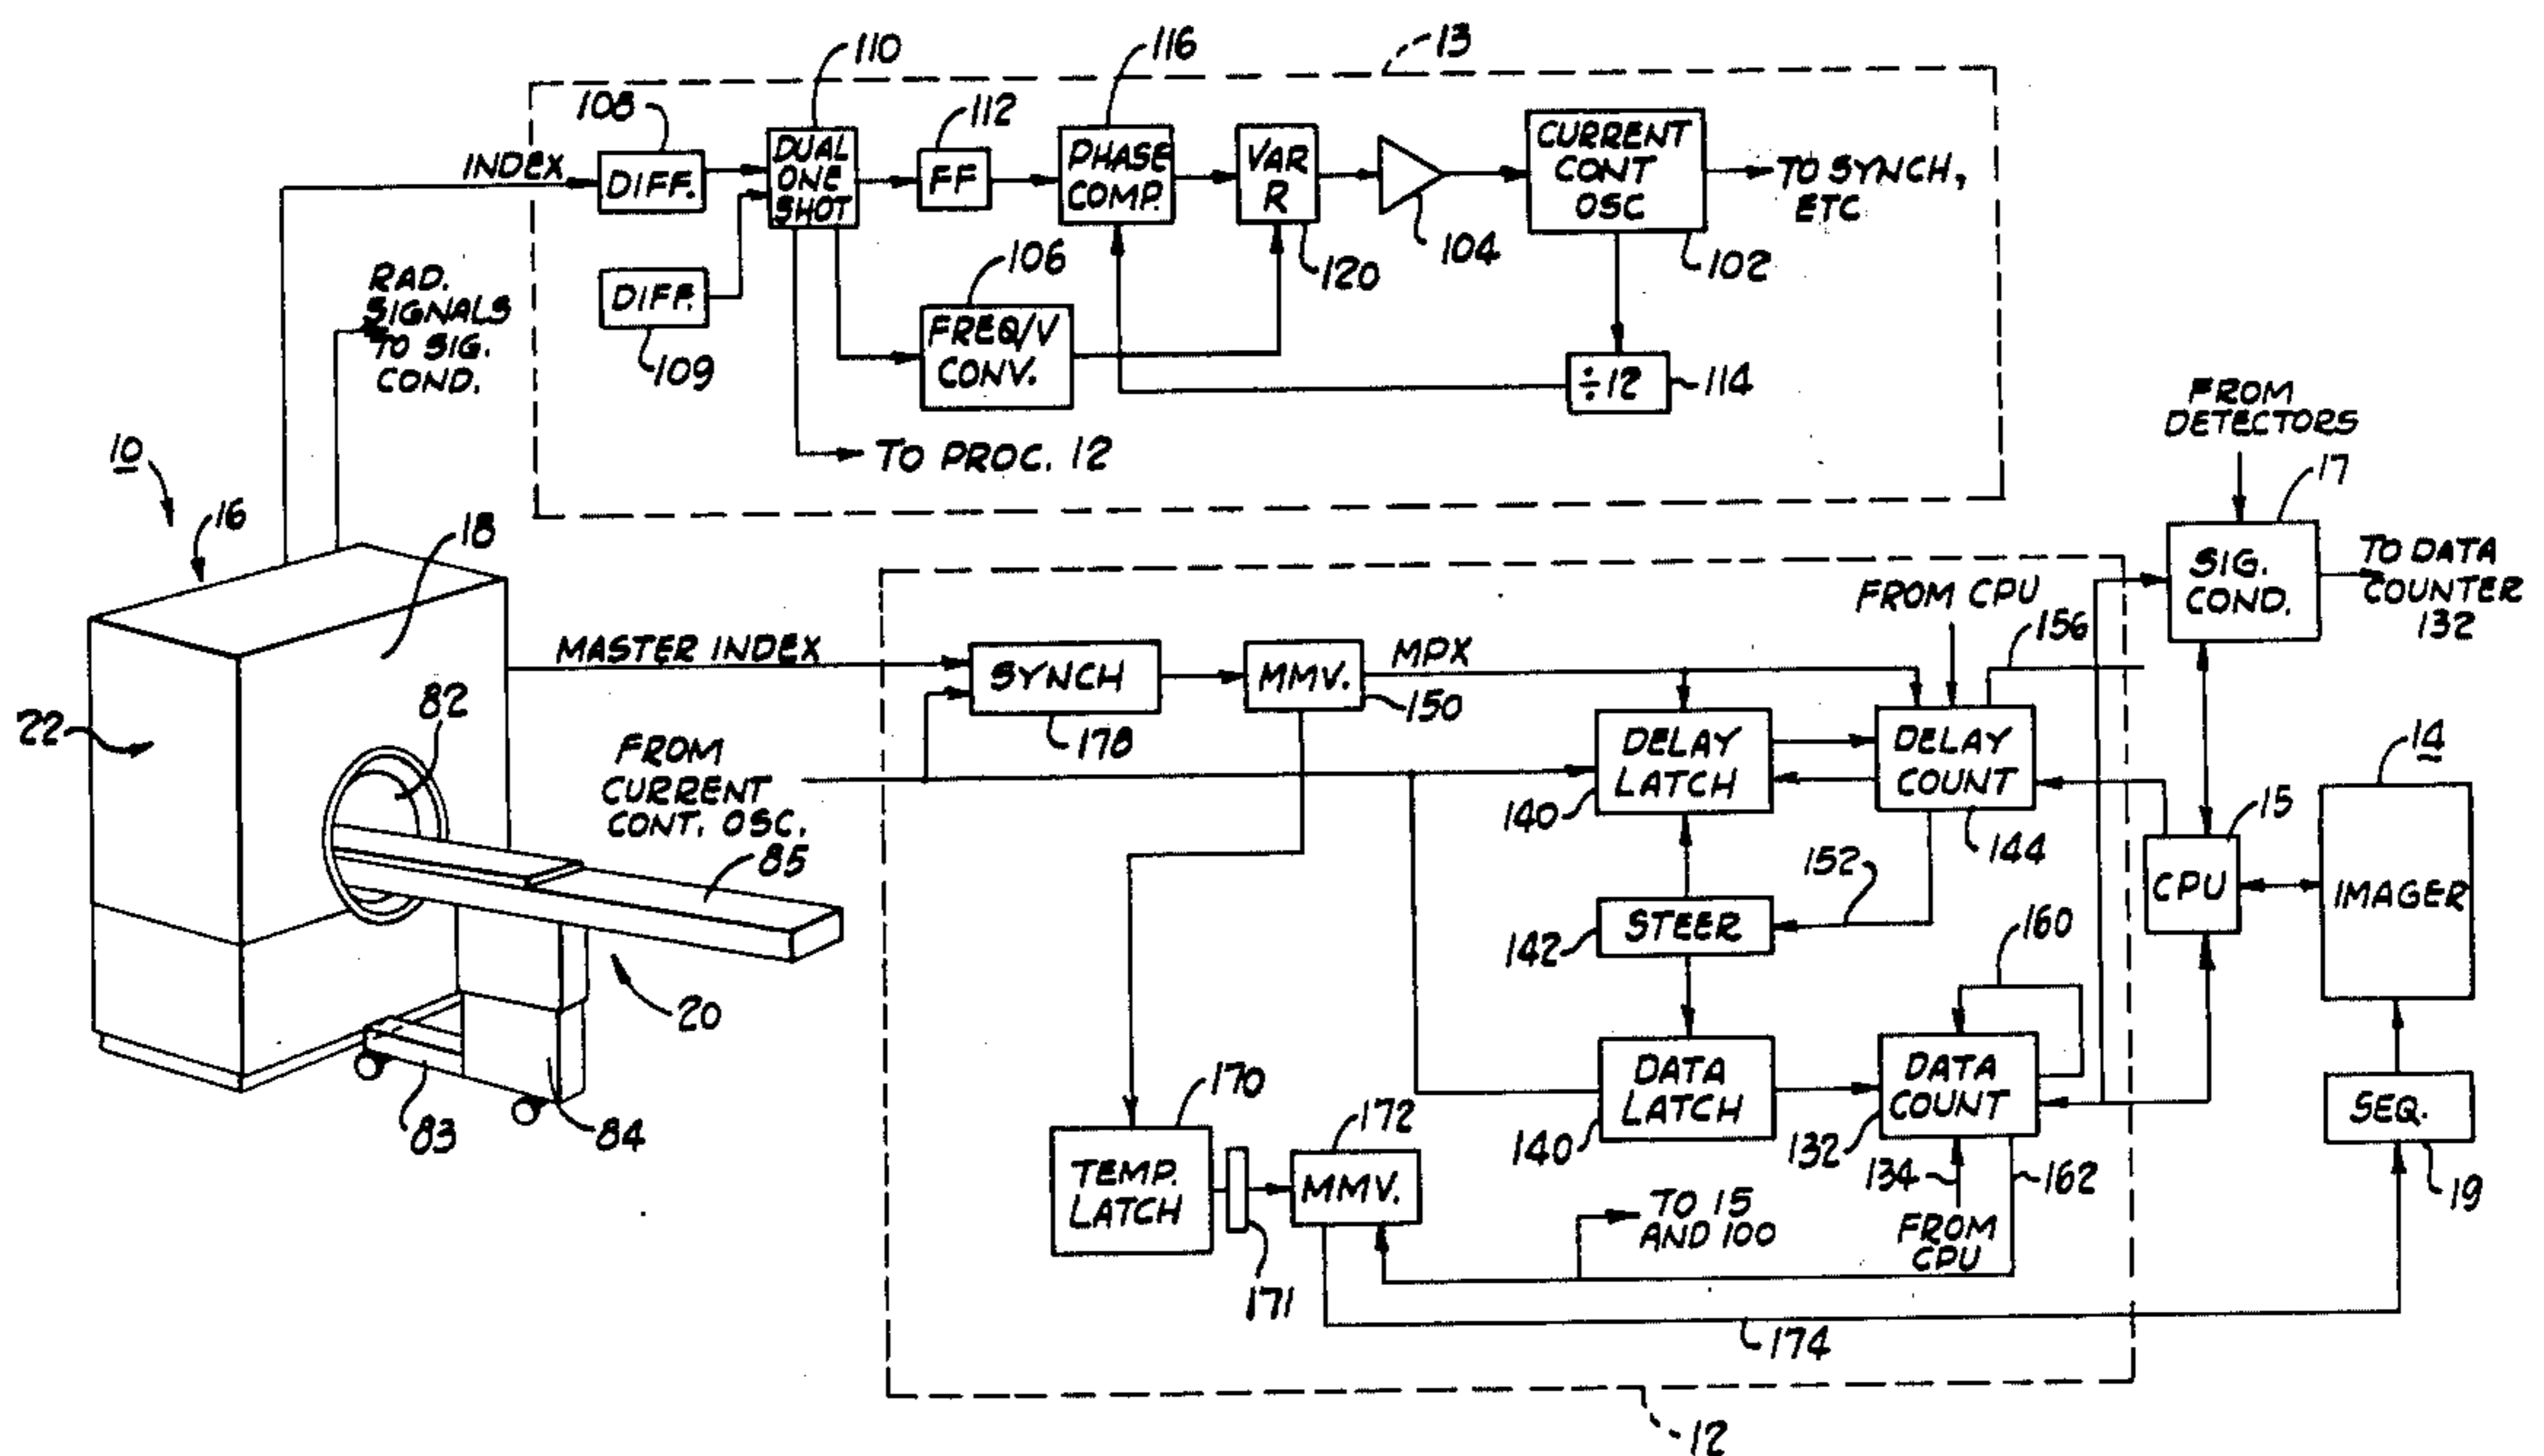 13
110
116
108
112
INDEX
DIFF.
DUAL
ONE
SHOT
FF
PHASE
COMP.
VAR
R
CURRENT
CONT
OSC
TO SYNCH,
ETC
104
120
102
106
RAD.
SIGNALS
TO SIG.
COND.
DIFF.
109
FREQ/V
CONV.
÷12
114
TO PROC. 12
FROM
DETECTORS
17
10
16
18
SIG.
COND.
TO DATA
COUNTER
132
FROM CPU
156
MASTER INDEX
SYNCH
178
MMV.
150
MPX
22
82
FROM
CURRENT
CONT. OSC.
DELAY
LATCH
140
DELAY
COUNT
144
14
15
CPU
IMAGER
85
152
STEER
142
160
20
83
84
DATA
LATCH
140
DATA
COUNT
132
134
FROM
CPU
162
SEQ.
19
170
TEMP.
LATCH
171
172
MMV.
TO 15
AND 100
174
12